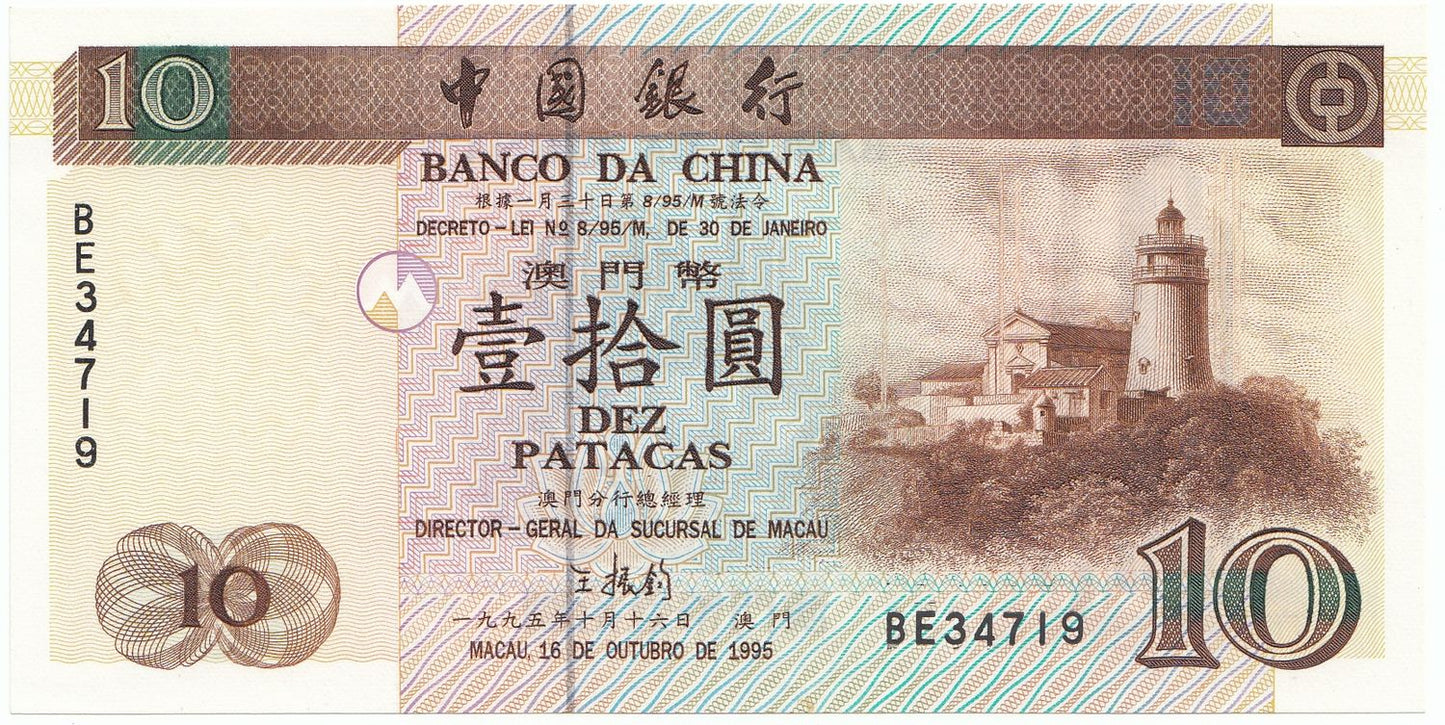 10
中國銀行
10
BANCO DA CHINA
根據一月三十日第 8/95/M 號法令
DECRETO – LEI Nº 8/95/M, DE 30 DE JANEIRO
BE34719
澳門幣
壹拾圓
DEZ
PATACAS
澳門分行總經理
DIRECTOR – GERAL DA SUCURSAL DE MACAU
王振鈞
10
一九九五年十月十六日 澳門
MACAU, 16 DE OUTUBRO DE 1995
BE34719
10